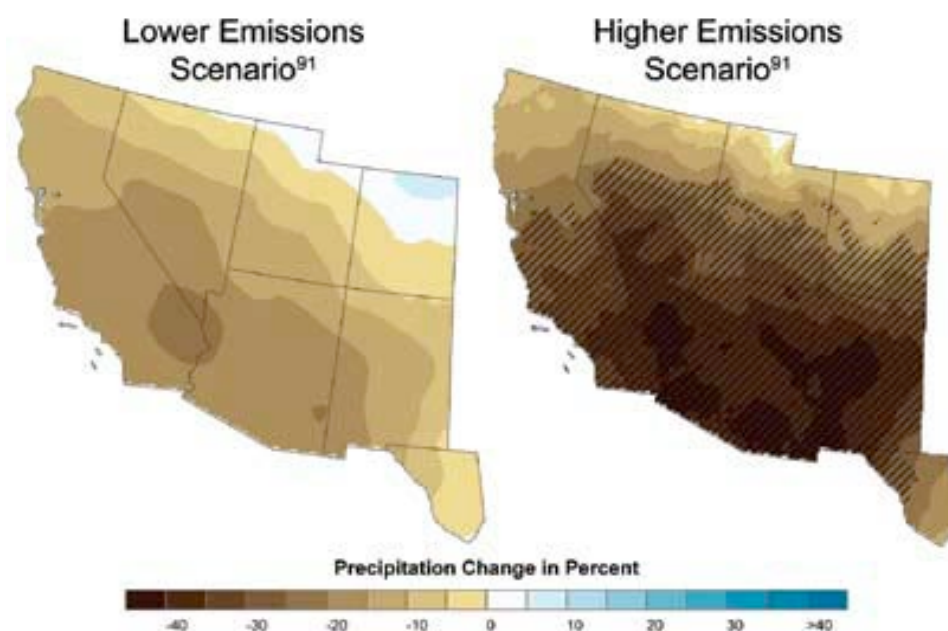 Lower Emissions
Scenario91
Higher Emissions
Scenario91
Precipitation Change in Percent
-40 -30 -20 -10 0 10 20 30 >40